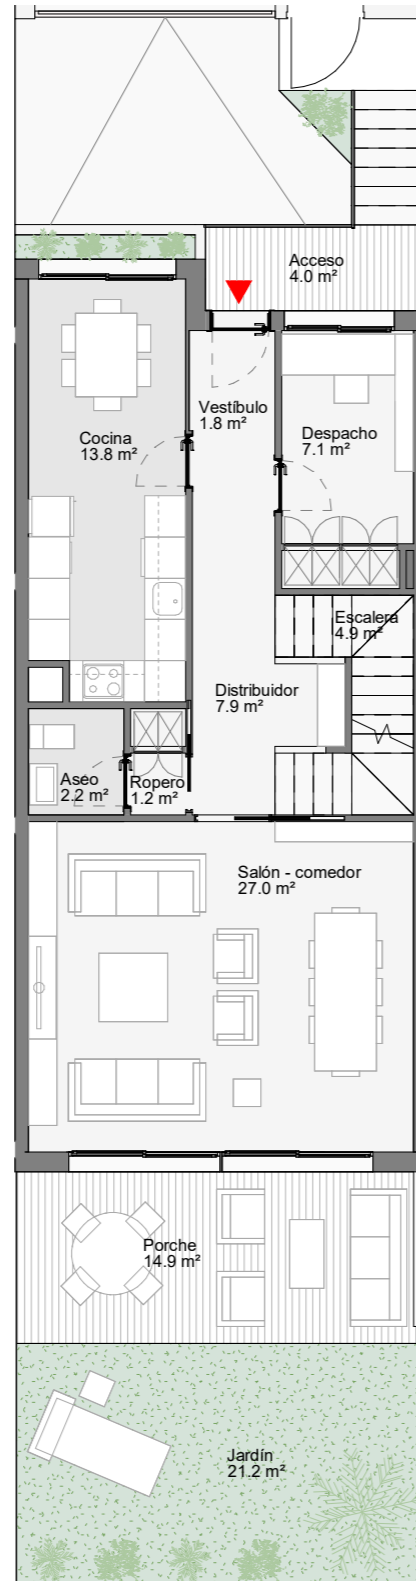 Acceso
4.0 m²
Vestíbulo
1.8 m²
Despacho
7.1 m²
Cocina
13.8 m²
Escalera
4.9 m²
Distribuidor
7.9 m²
Aseo
2.2 m²
Ropero
1.2 m²
Salón - comedor
27.0 m²
Porche
14.9 m²
Jardín
21.2 m²